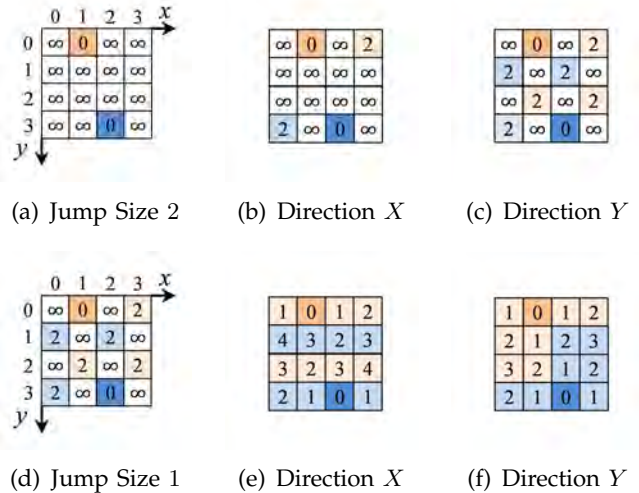 0 1 2 3 x
0 ∞ 0 ∞ ∞
1 ∞ ∞ ∞ ∞
2 ∞ ∞ ∞ ∞
3 ∞ ∞ 0 ∞
y
(a) Jump Size 2
∞ 0 ∞ 2
∞ ∞ ∞ ∞
∞ ∞ ∞ ∞
2 ∞ 0 ∞
(b) Direction X
∞ 0 ∞ 2
2 ∞ 2 ∞
∞ 2 ∞ 2
2 ∞ 0 ∞
(c) Direction Y
0 1 2 3 x
0 ∞ 0 ∞ 2
1 2 ∞ 2 ∞
2 ∞ 2 ∞ 2
3 2 ∞ 0 ∞
y
(d) Jump Size 1
1 0 1 2
4 3 2 3
3 2 3 4
2 1 0 1
(e) Direction X
1 0 1 2
2 1 2 3
3 2 1 2
2 1 0 1
(f) Direction Y